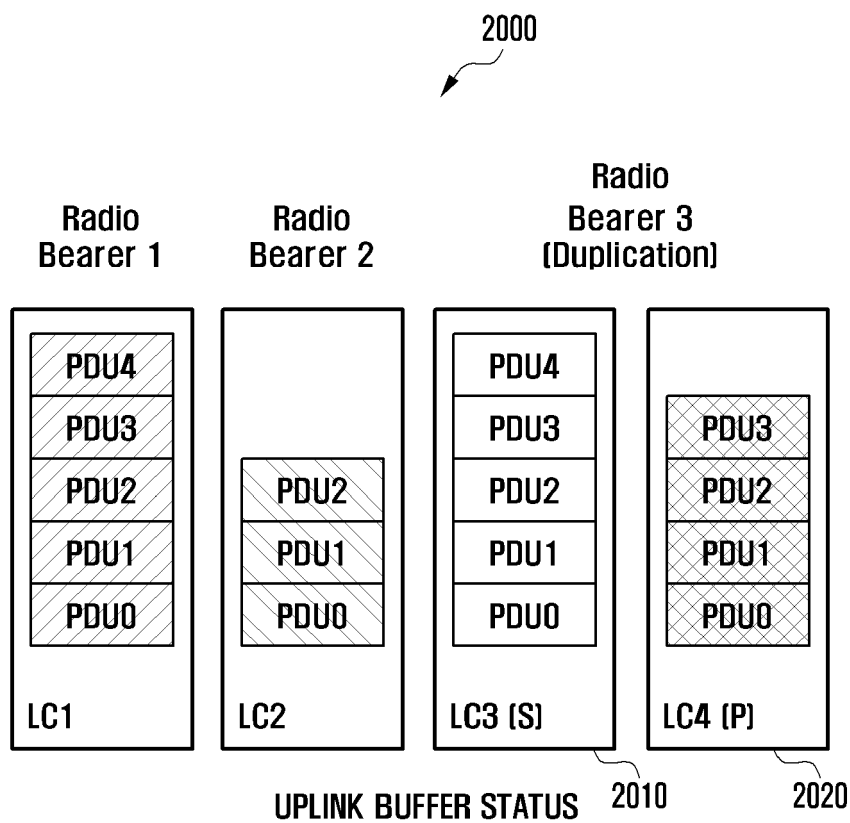 2000
Radio
Bearer 1
Radio
Bearer 2
Radio
Bearer 3
(Duplication)
PDU4
PDU3
PDU2
PDU1
PDU0
LC1
PDU2
PDU1
PDU0
LC2
PDU4
PDU3
PDU2
PDU1
PDU0
LC3 (S)
PDU3
PDU2
PDU1
PDU0
LC4 (P)
2010
2020
UPLINK BUFFER STATUS